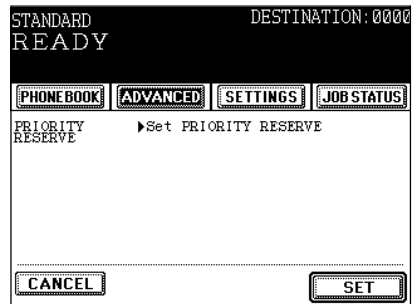 STANDARD DESTINATION:0000
READY
PHONE BOOK ADVANCED SETTINGS JOB STATUS
PRIORITY RESERVE ▶Set PRIORITY RESERVE
CANCEL SET